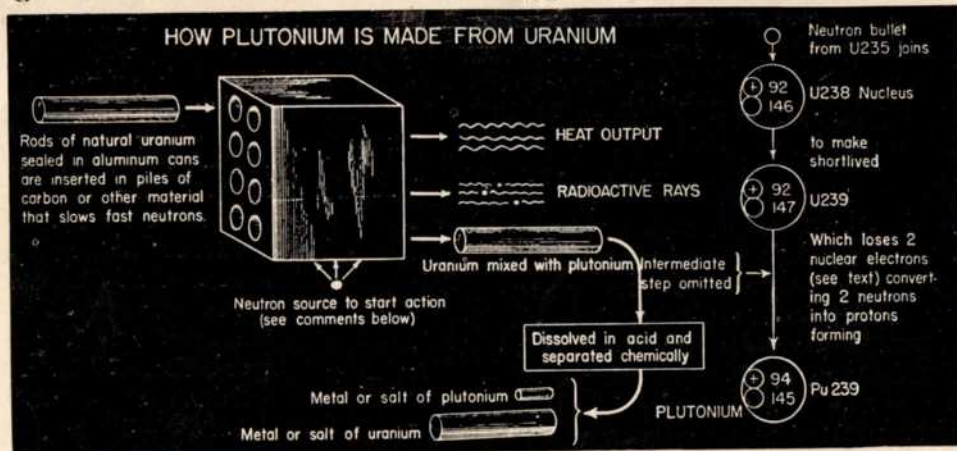 HOW PLUTONIUM IS MADE FROM URANIUM
Rods of natural uranium
sealed in aluminum cans
are inserted in piles of
carbon or other material
that slows fast neutrons.
HEAT OUTPUT
RADIOACTIVE RAYS
Uranium mixed with plutonium
Neutron source to start action
(see comments below)
Dissolved in acid and
separated chemically
Metal or salt of plutonium
Metal or salt of uranium
Neutron bullet
from U235 joins
+ 92
146
U238 Nucleus
to make
shortlived
+ 92
147
U239
Intermediate
step omitted
Which loses 2
nuclear electrons
(see text) convert-
ing 2 neutrons
into protons
forming
+ 94
145
Pu239
PLUTONIUM